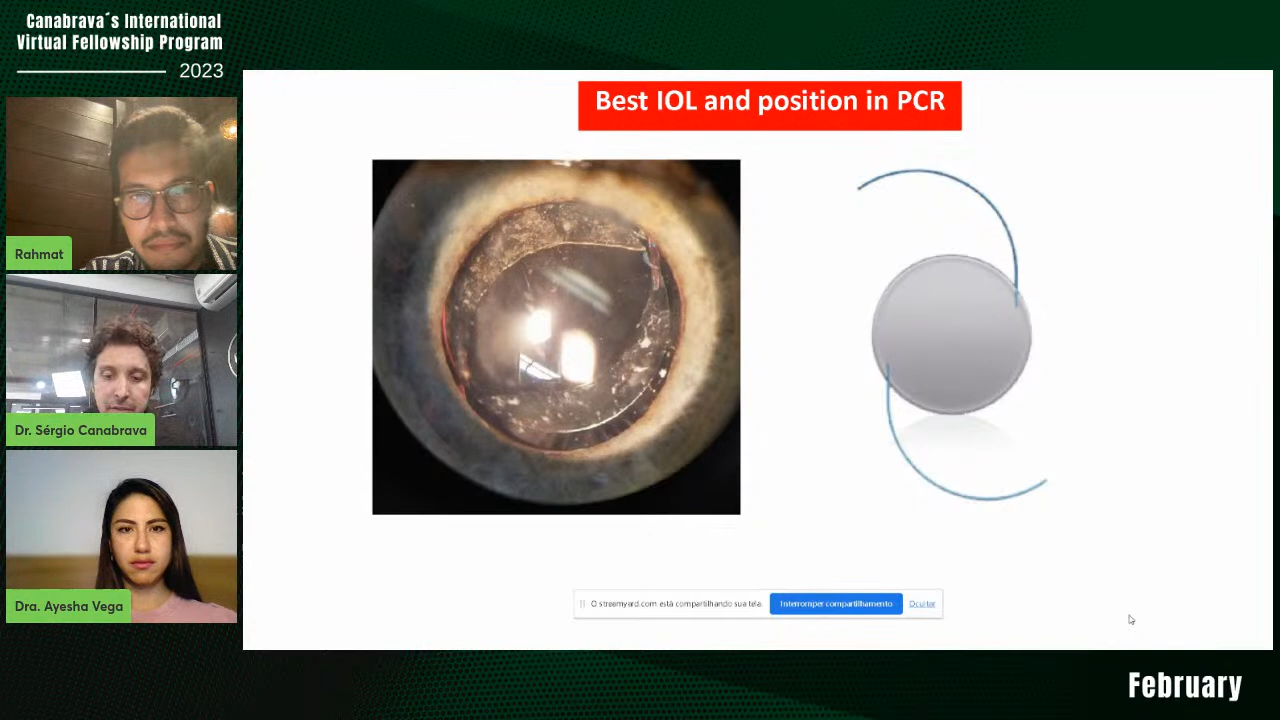 Canabrava´s International
Virtual Fellowship Program
2023
Best IOL and position in PCR
Rahmat
Dr. Sérgio Canabrava
Dra. Ayesha Vega
O streamyard.com está compartilhando sua tela. Interromper compartilhamento Ocultar
February